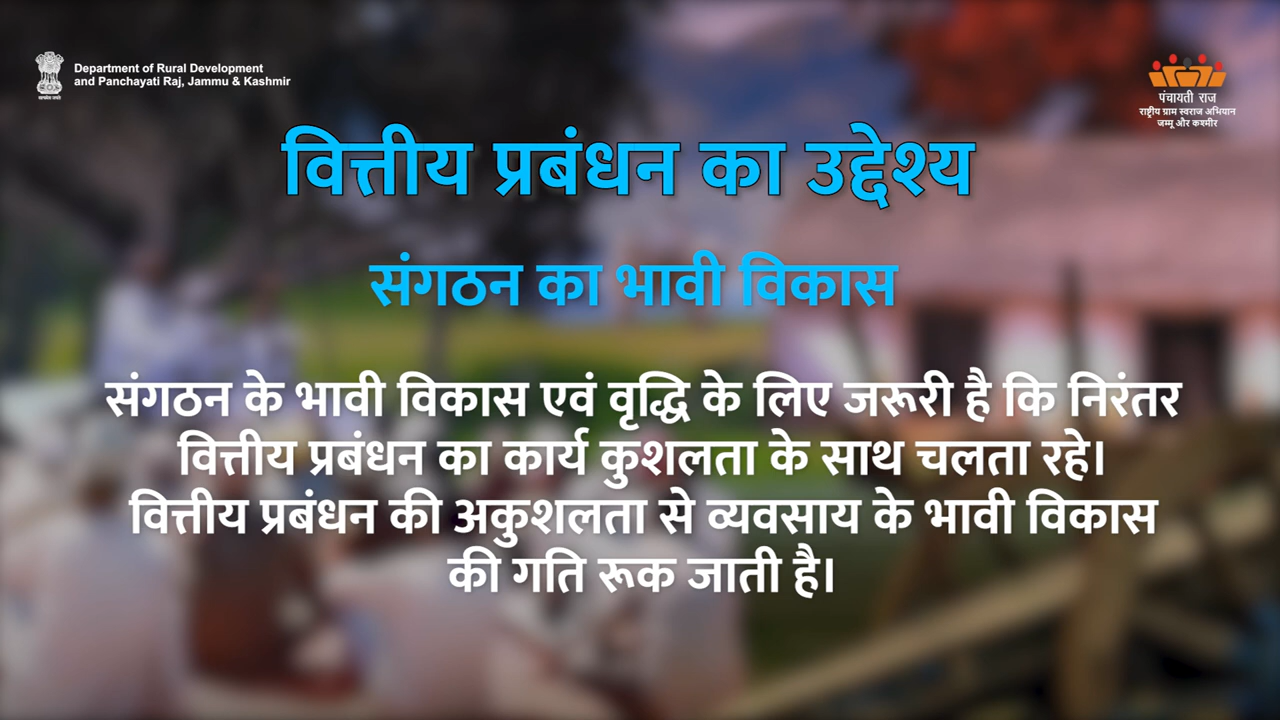 Department of Rural Development
and Panchayati Raj, Jammu & Kashmir
पंचायती राज
राष्ट्रीय ग्राम स्वराज अभियान
जम्मू और कश्मीर
वित्तीय प्रबंधन का उद्देश्य
संगठन का भावी विकास
संगठन के भावी विकास एवं वृद्धि के लिए जरूरी है कि निरंतर
वित्तीय प्रबंधन का कार्य कुशलता के साथ चलता रहे।
वित्तीय प्रबंधन की अकुशलता से व्यवसाय के भावी विकास
की गति रूक जाती है।